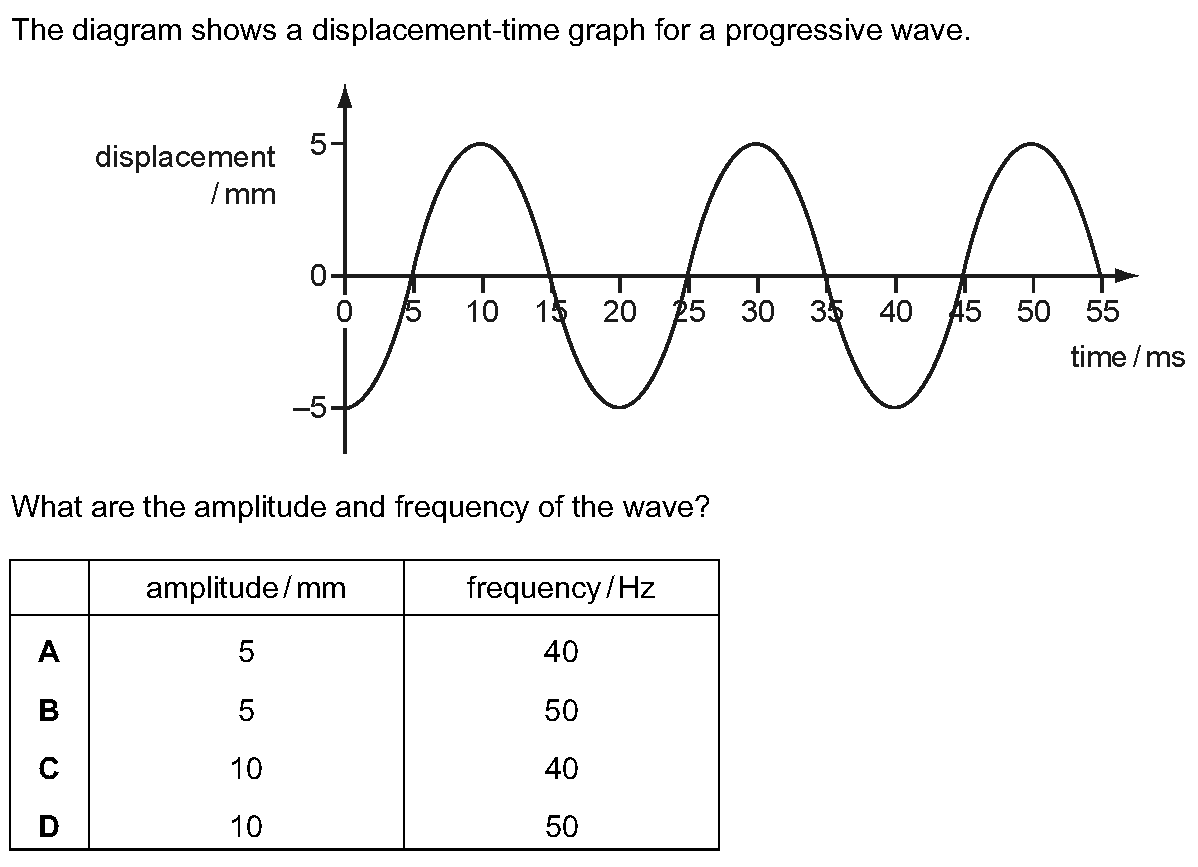 The diagram shows a displacement-time graph for a progressive wave.
5
displacement
/ mm
0
0 5 10 15 20 25 30 35 40 45 50 55
time / ms
–5
What are the amplitude and frequency of the wave?
amplitude / mm frequency / Hz
A 5 40
B 5 50
C 10 40
D 10 50